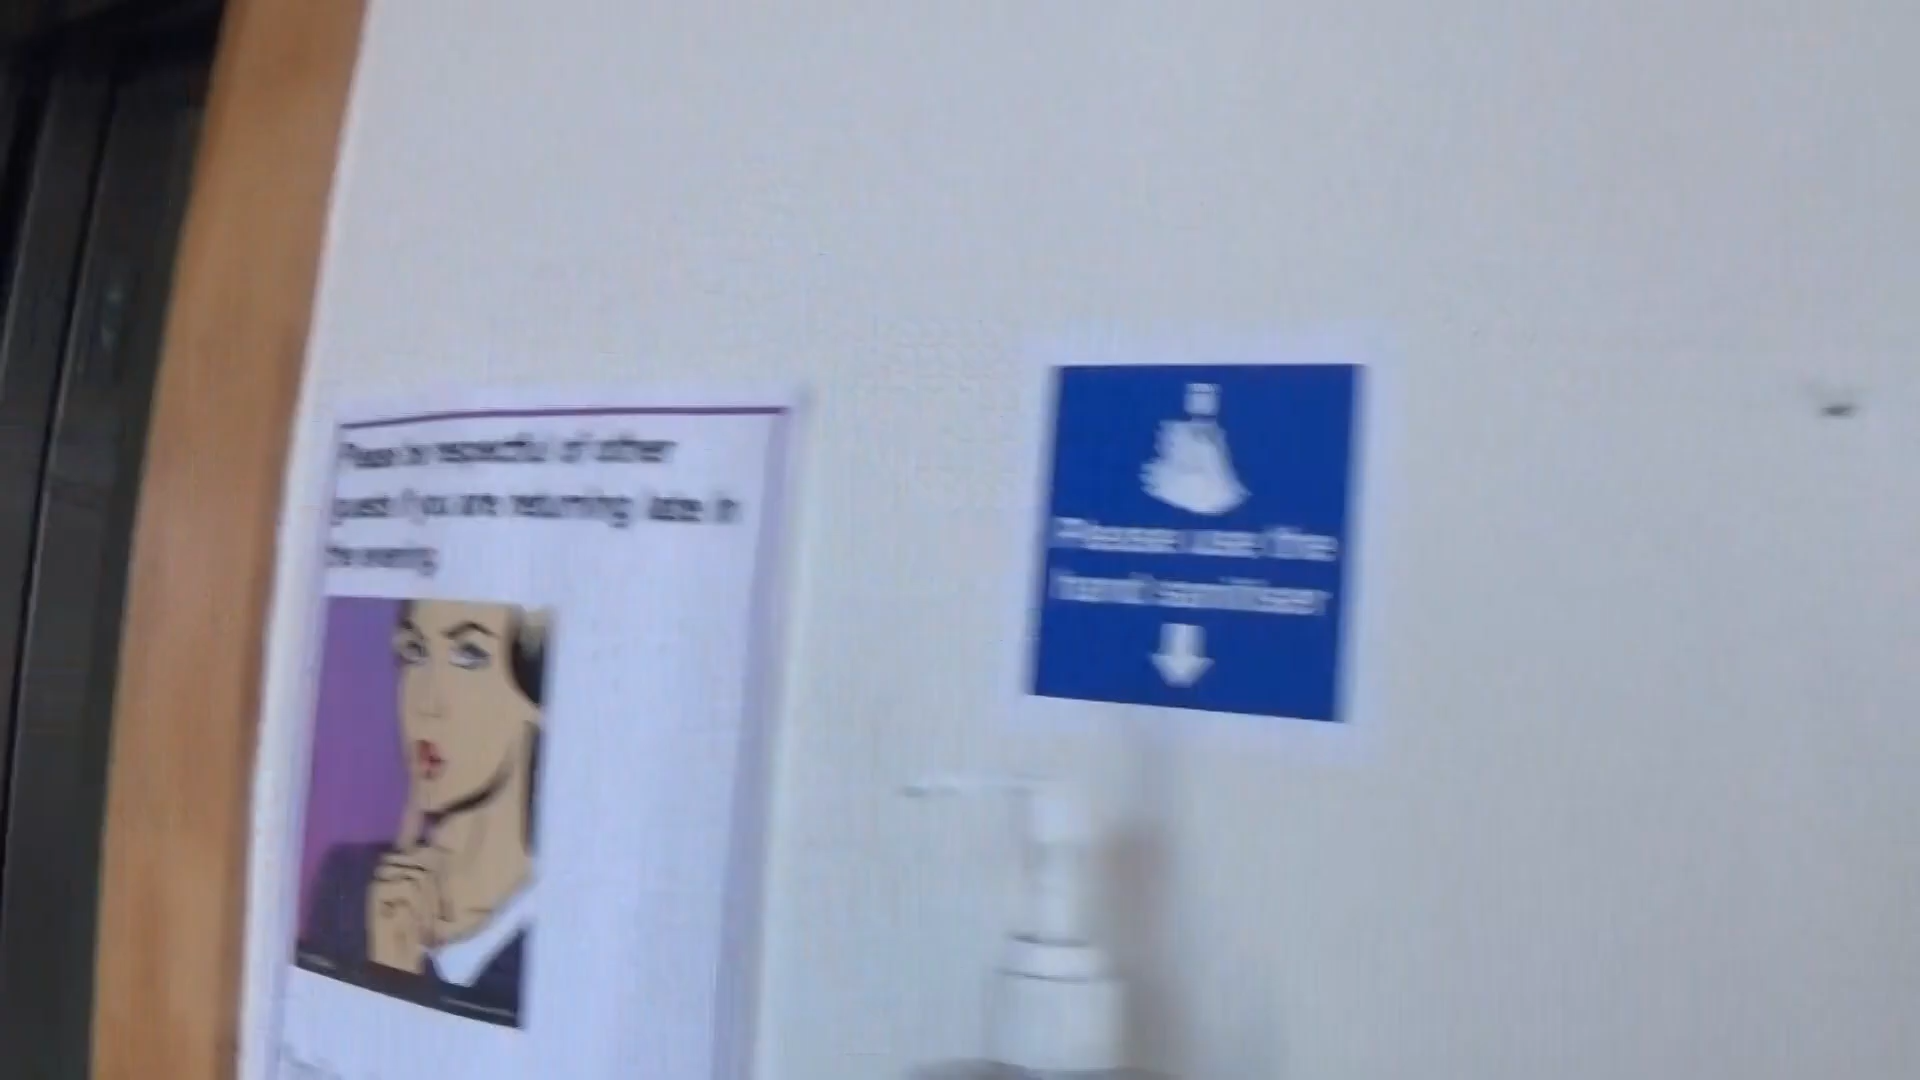 Please be respectful of other
guests if you are returning late in
the evening
Please use the
hand sanitiser